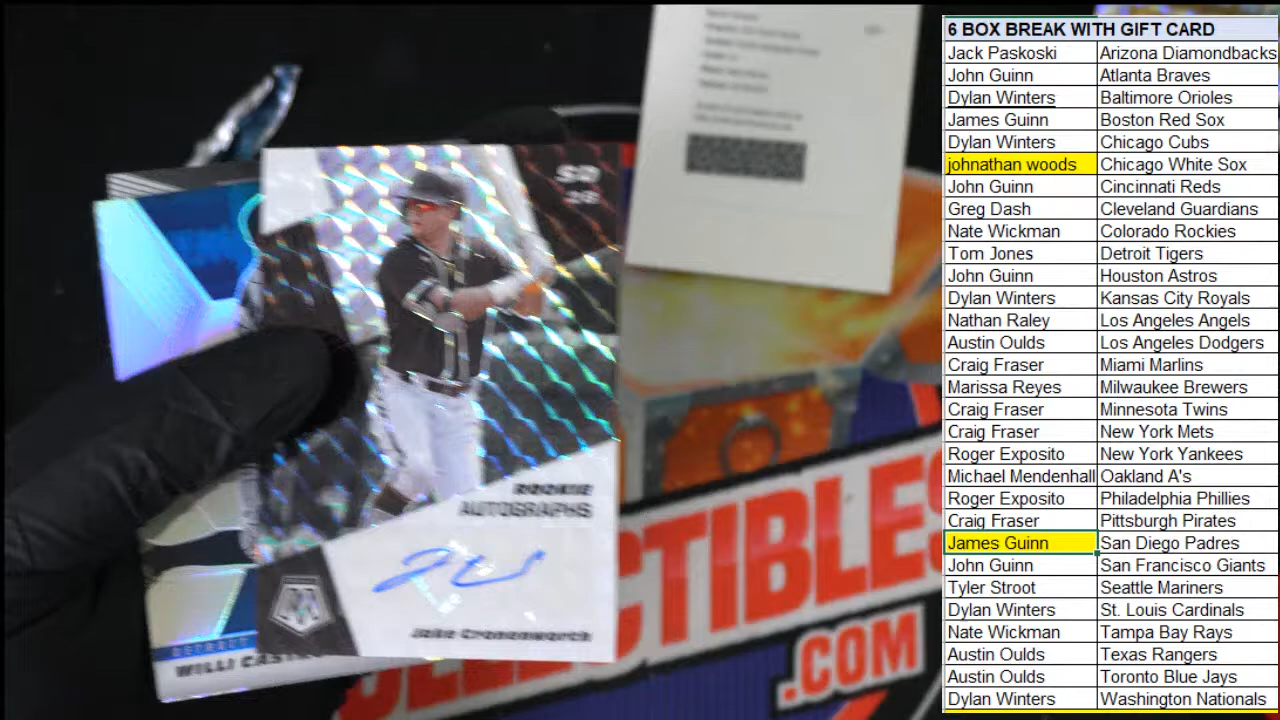 6 BOX BREAK WITH GIFT CARD
Jack Paskoski Arizona Diamondbacks
John Guinn Atlanta Braves
Dylan Winters Baltimore Orioles
James Guinn Boston Red Sox
Dylan Winters Chicago Cubs
johnathan woods Chicago White Sox
John Guinn Cincinnati Reds
Greg Dash Cleveland Guardians
Nate Wickman Colorado Rockies
Tom Jones Detroit Tigers
John Guinn Houston Astros
Dylan Winters Kansas City Royals
Nathan Raley Los Angeles Angels
Austin Oulds Los Angeles Dodgers
Craig Fraser Miami Marlins
Marissa Reyes Milwaukee Brewers
Craig Fraser Minnesota Twins
Craig Fraser New York Mets
Roger Exposito New York Yankees
Michael Mendenhall Oakland A's
Roger Exposito Philadelphia Phillies
Craig Fraser Pittsburgh Pirates
James Guinn San Diego Padres
John Guinn San Francisco Giants
Tyler Stroot Seattle Mariners
Dylan Winters St. Louis Cardinals
Nate Wickman Tampa Bay Rays
Austin Oulds Texas Rangers
Austin Oulds Toronto Blue Jays
Dylan Winters Washington Nationals
SD
ROOKIE
AUTOGRAPHS
Jake Cronenworth
DETROIT
WILLI CAST
LECTIBLES
.COM